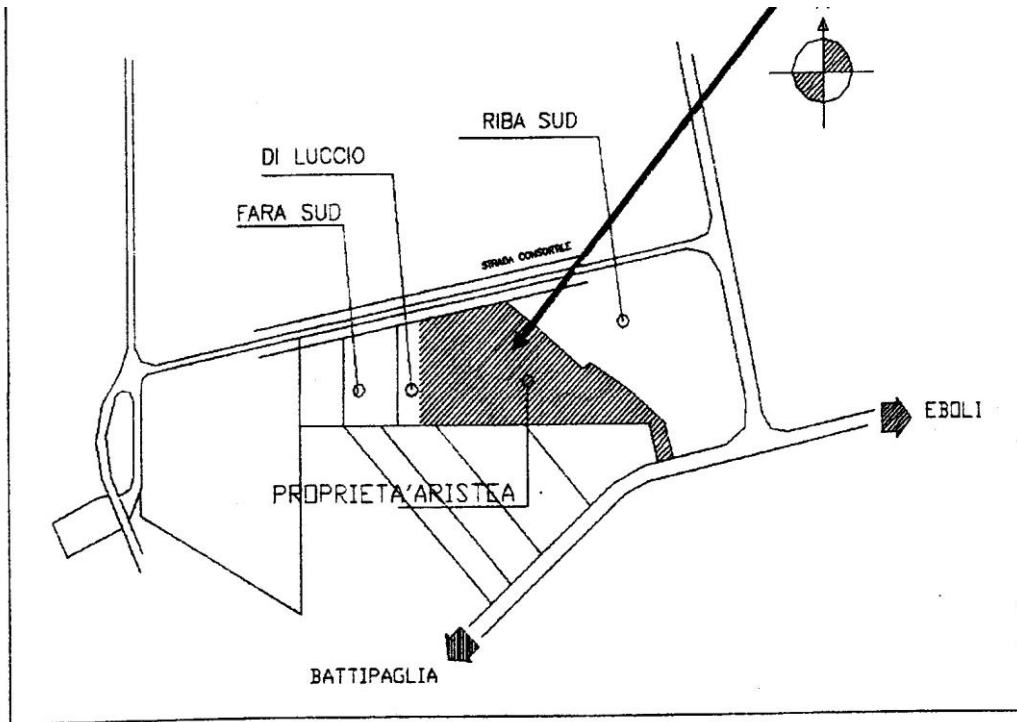 RIBA SUD
DI LUCCIO
FARA SUD
STRADA CONSORTILE
EBOLI
PROPRIETA'ARISTEA
BATTIPAGLIA